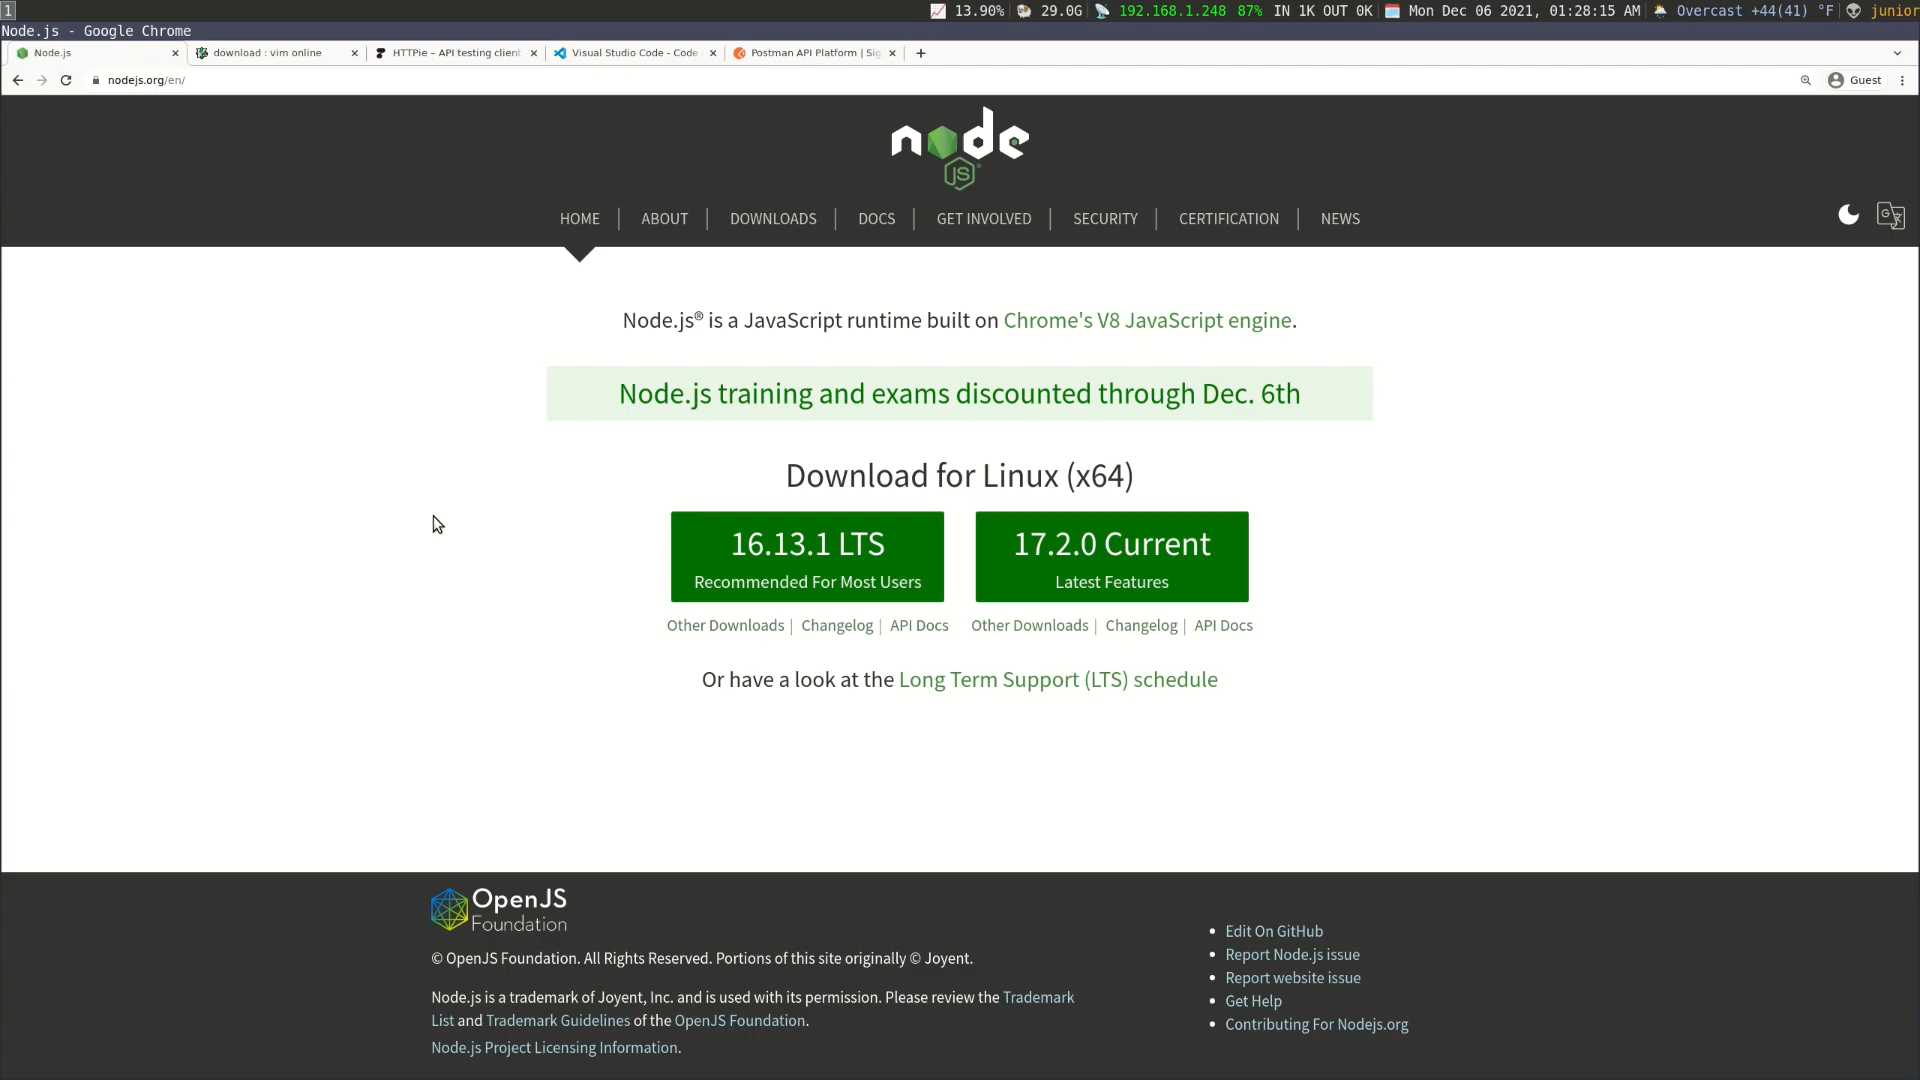 1
13.90% 29.0G 192.168.1.248 87% IN 1K OUT 0K Mon Dec 06 2021, 01:28:15 AM Overcast +44(41) °F junior
Node.js - Google Chrome
Node.js download : vim online HTTPie – API testing client Visual Studio Code - Code Postman API Platform | Sig
nodejs.org/en/ Guest
node
JS
HOME ABOUT DOWNLOADS DOCS GET INVOLVED SECURITY CERTIFICATION NEWS
Node.js® is a JavaScript runtime built on Chrome's V8 JavaScript engine.
Node.js training and exams discounted through Dec. 6th
Download for Linux (x64)
16.13.1 LTS 17.2.0 Current
Recommended For Most Users Latest Features
Other Downloads | Changelog | API Docs Other Downloads | Changelog | API Docs
Or have a look at the Long Term Support (LTS) schedule
OpenJS
Foundation
© OpenJS Foundation. All Rights Reserved. Portions of this site originally © Joyent.
Node.js is a trademark of Joyent, Inc. and is used with its permission. Please review the Trademark
List and Trademark Guidelines of the OpenJS Foundation.
Node.js Project Licensing Information.
• Edit On GitHub
• Report Node.js issue
• Report website issue
• Get Help
• Contributing For Nodejs.org